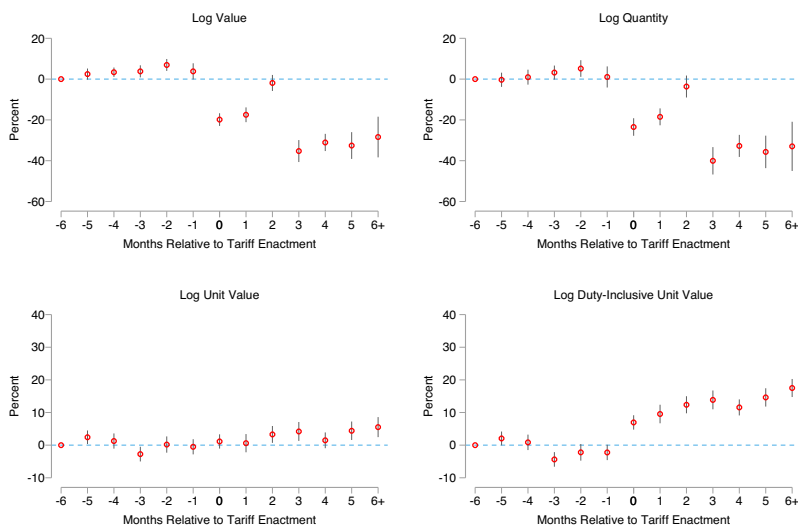 Log Value
Percent
20
0
-20
-40
-60
-6 -5 -4 -3 -2 -1 0 1 2 3 4 5 6+
Months Relative to Tariff Enactment
Log Quantity
Percent
20
0
-20
-40
-60
-6 -5 -4 -3 -2 -1 0 1 2 3 4 5 6+
Months Relative to Tariff Enactment
Log Unit Value
Percent
40
30
20
10
0
-10
-6 -5 -4 -3 -2 -1 0 1 2 3 4 5 6+
Months Relative to Tariff Enactment
Log Duty-Inclusive Unit Value
Percent
40
30
20
10
0
-10
-6 -5 -4 -3 -2 -1 0 1 2 3 4 5 6+
Months Relative to Tariff Enactment